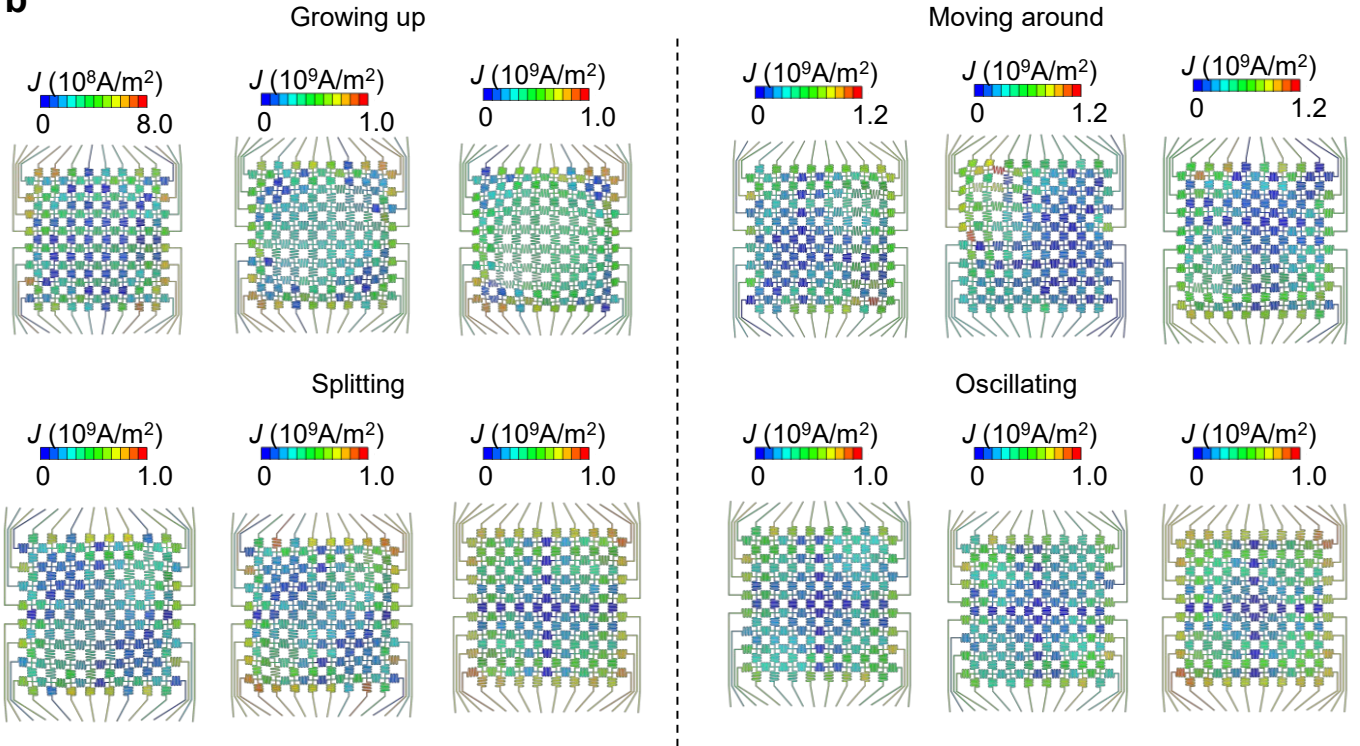 b
Growing up
J (10⁸A/m²)
0 8.0
J (10⁹A/m²)
0 1.0
J (10⁹A/m²)
0 1.0
Moving around
J (10⁹A/m²)
0 1.2
J (10⁹A/m²)
0 1.2
J (10⁹A/m²)
0 1.2
Splitting
J (10⁹A/m²)
0 1.0
J (10⁹A/m²)
0 1.0
J (10⁹A/m²)
0 1.0
Oscillating
J (10⁹A/m²)
0 1.0
J (10⁹A/m²)
0 1.0
J (10⁹A/m²)
0 1.0